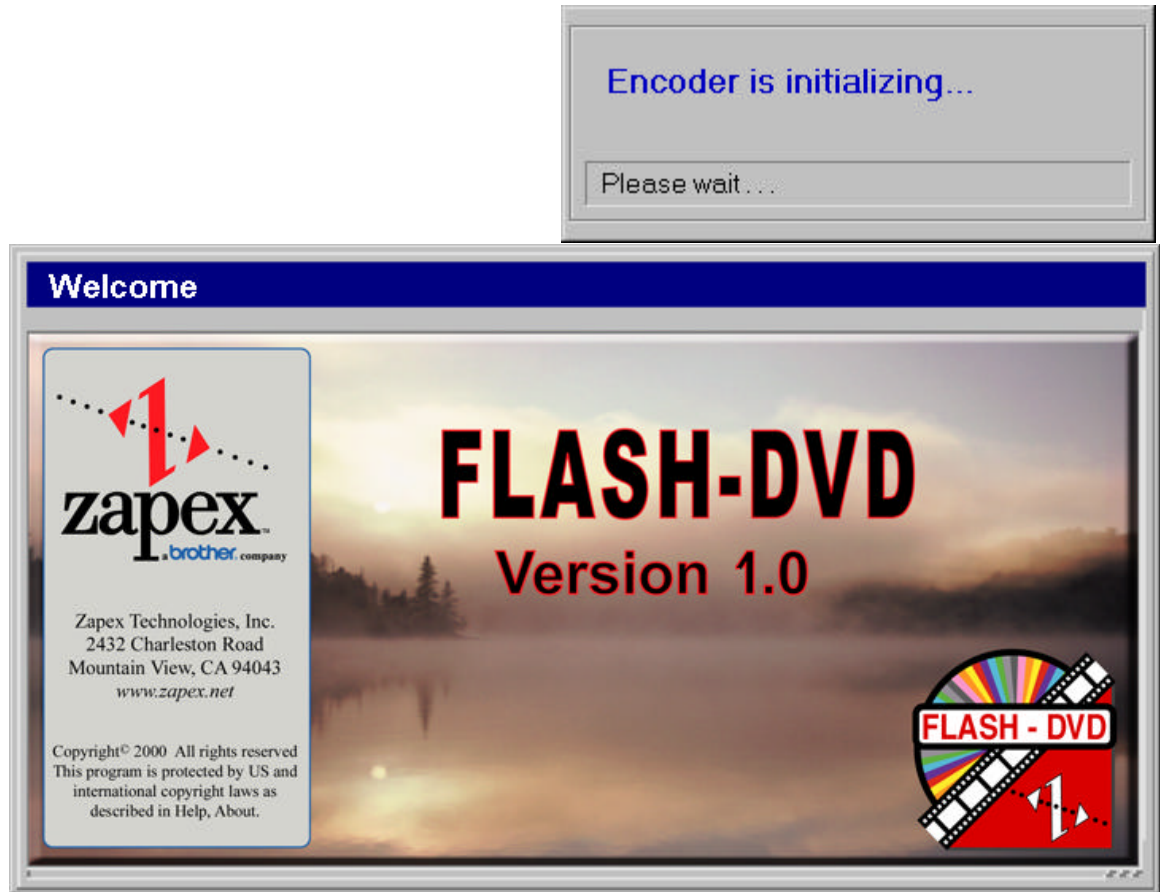 Encoder is initializing...
Please wait . . .
Welcome
zapex™
a brother. company
Zapex Technologies, Inc.
2432 Charleston Road
Mountain View, CA 94043
www.zapex.net
Copyright© 2000 All rights reserved
This program is protected by US and
international copyright laws as
described in Help, About.
FLASH-DVD
Version 1.0
FLASH - DVD